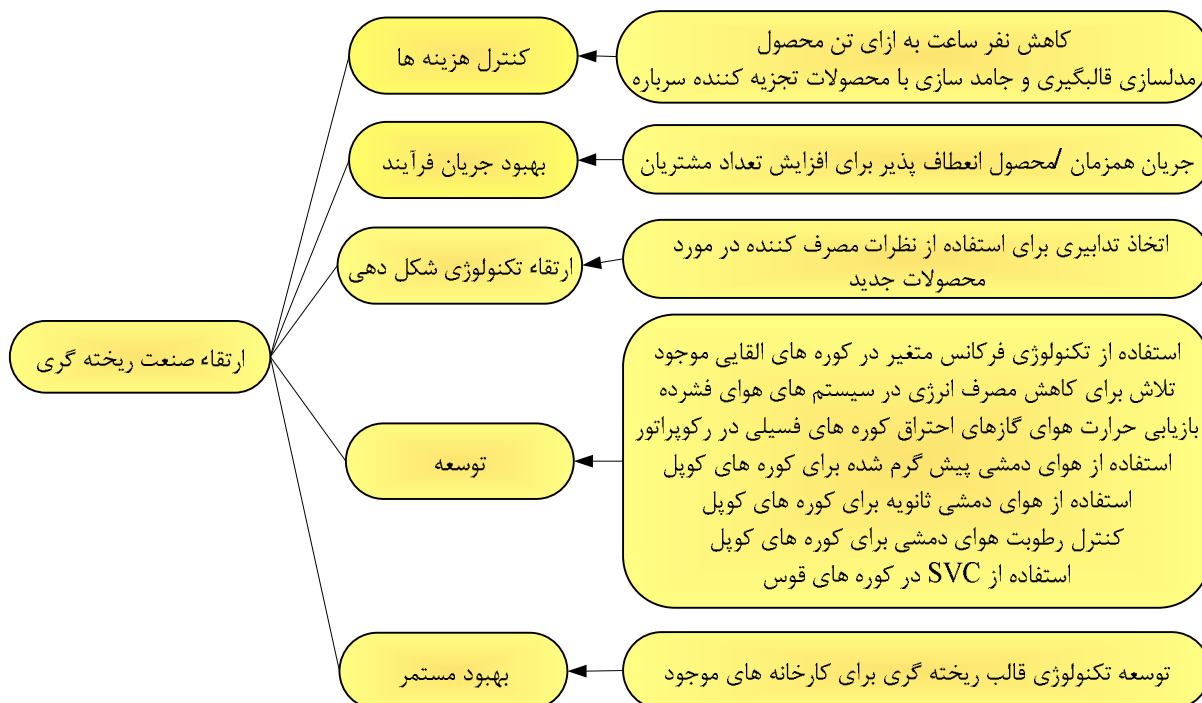 کنترل هزینه ها
کاهش نفر ساعت به ازای تن محصول
مدلسازی قالبگیری و جامد سازی با محصولات تجزیه کننده سرباره
بهبود جریان فرآیند
جریان همزمان /محصول انعطاف پذیر برای افزایش تعداد مشتریان
ارتقاء تکنولوژی شکل دهی
اتخاذ تدابیری برای استفاده از نظرات مصرف کننده در مورد
محصولات جدید
ارتقاء صنعت ریخته گری
توسعه
استفاده از تکنولوژی فرکانس متغیر در کوره های القایی موجود
تلاش برای کاهش مصرف انرژی در سیستم های هوای فشرده
بازیابی حرارت هوای گازهای احتراق کوره های فسیلی در رکوپراتور
استفاده از هوای دمشی پیش گرم شده برای کوره های کوپل
استفاده از هوای دمشی ثانویه برای کوره های کوپل
کنترل رطوبت هوای دمشی برای کوره های کوپل
استفاده از SVC در کوره های قوس
بهبود مستمر
توسعه تکنولوژی قالب ریخته گری برای کارخانه های موجود